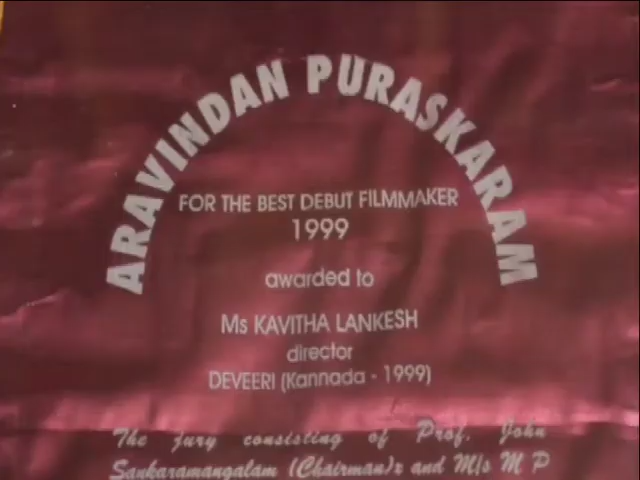 ARAVINDAN PURASKARAM
FOR THE BEST DEBUT FILMMAKER
1999
awarded to
Ms KAVITHA LANKESH
director
DEVEERI (Kannada - 1999)
The jury consisting of Prof. John
Sankaramangalam (Chairman), and M/s M P